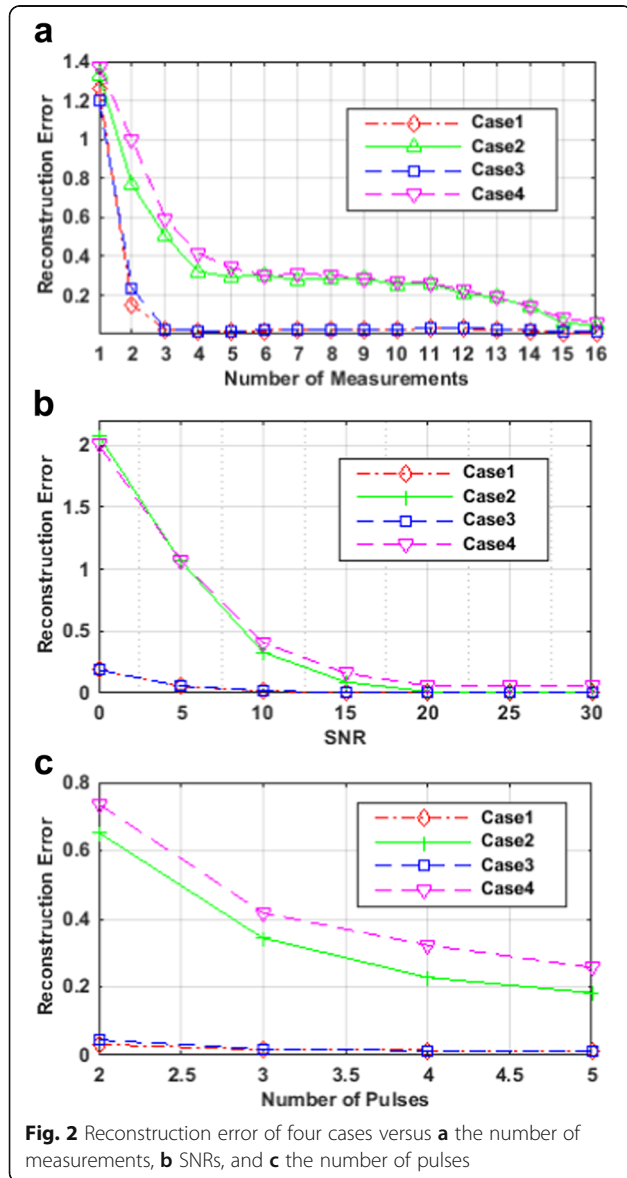 a
1.4
1.2
1
0.8
0.6
0.4
0.2
Reconstruction Error
Case1
Case2
Case3
Case4
1 2 3 4 5 6 7 8 9 10 11 12 13 14 15 16
Number of Measurements
b
2
1.5
1
0.5
0
Reconstruction Error
Case1
Case2
Case3
Case4
0 5 10 15 20 25 30
SNR
c
0.8
0.6
0.4
0.2
0
Reconstruction Error
Case1
Case2
Case3
Case4
2 2.5 3 3.5 4 4.5 5
Number of Pulses
Fig. 2 Reconstruction error of four cases versus a the number of
measurements, b SNRs, and c the number of pulses